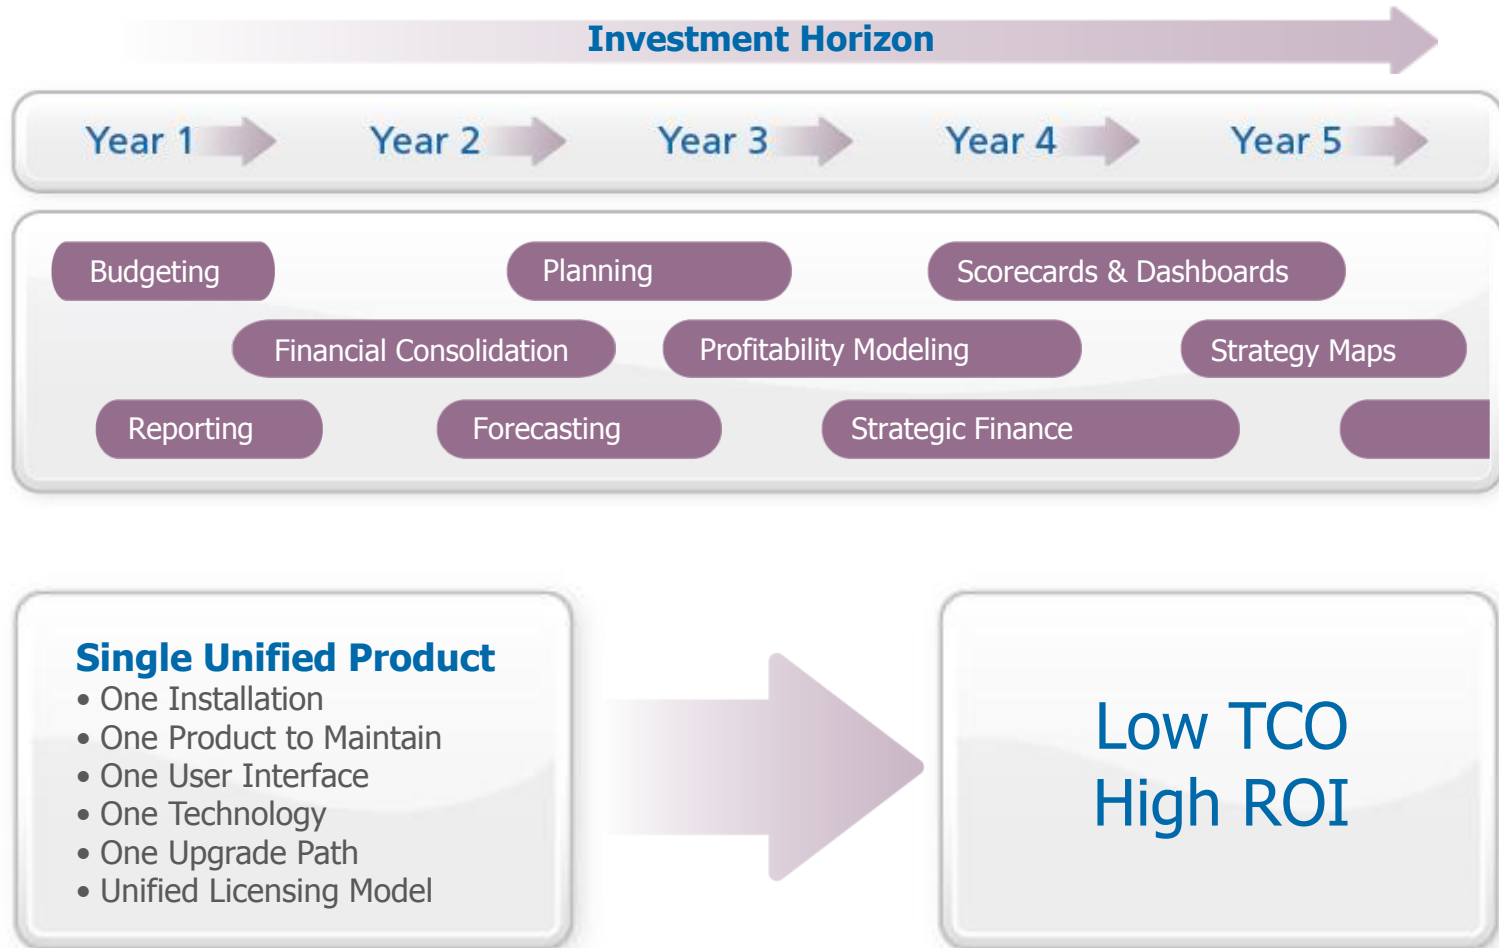 Investment Horizon
Year 1 Year 2 Year 3 Year 4 Year 5
Budgeting Planning Scorecards & Dashboards
Financial Consolidation Profitability Modeling Strategy Maps
Reporting Forecasting Strategic Finance
Single Unified Product
• One Installation
• One Product to Maintain
• One User Interface
• One Technology
• One Upgrade Path
• Unified Licensing Model
Low TCO
High ROI